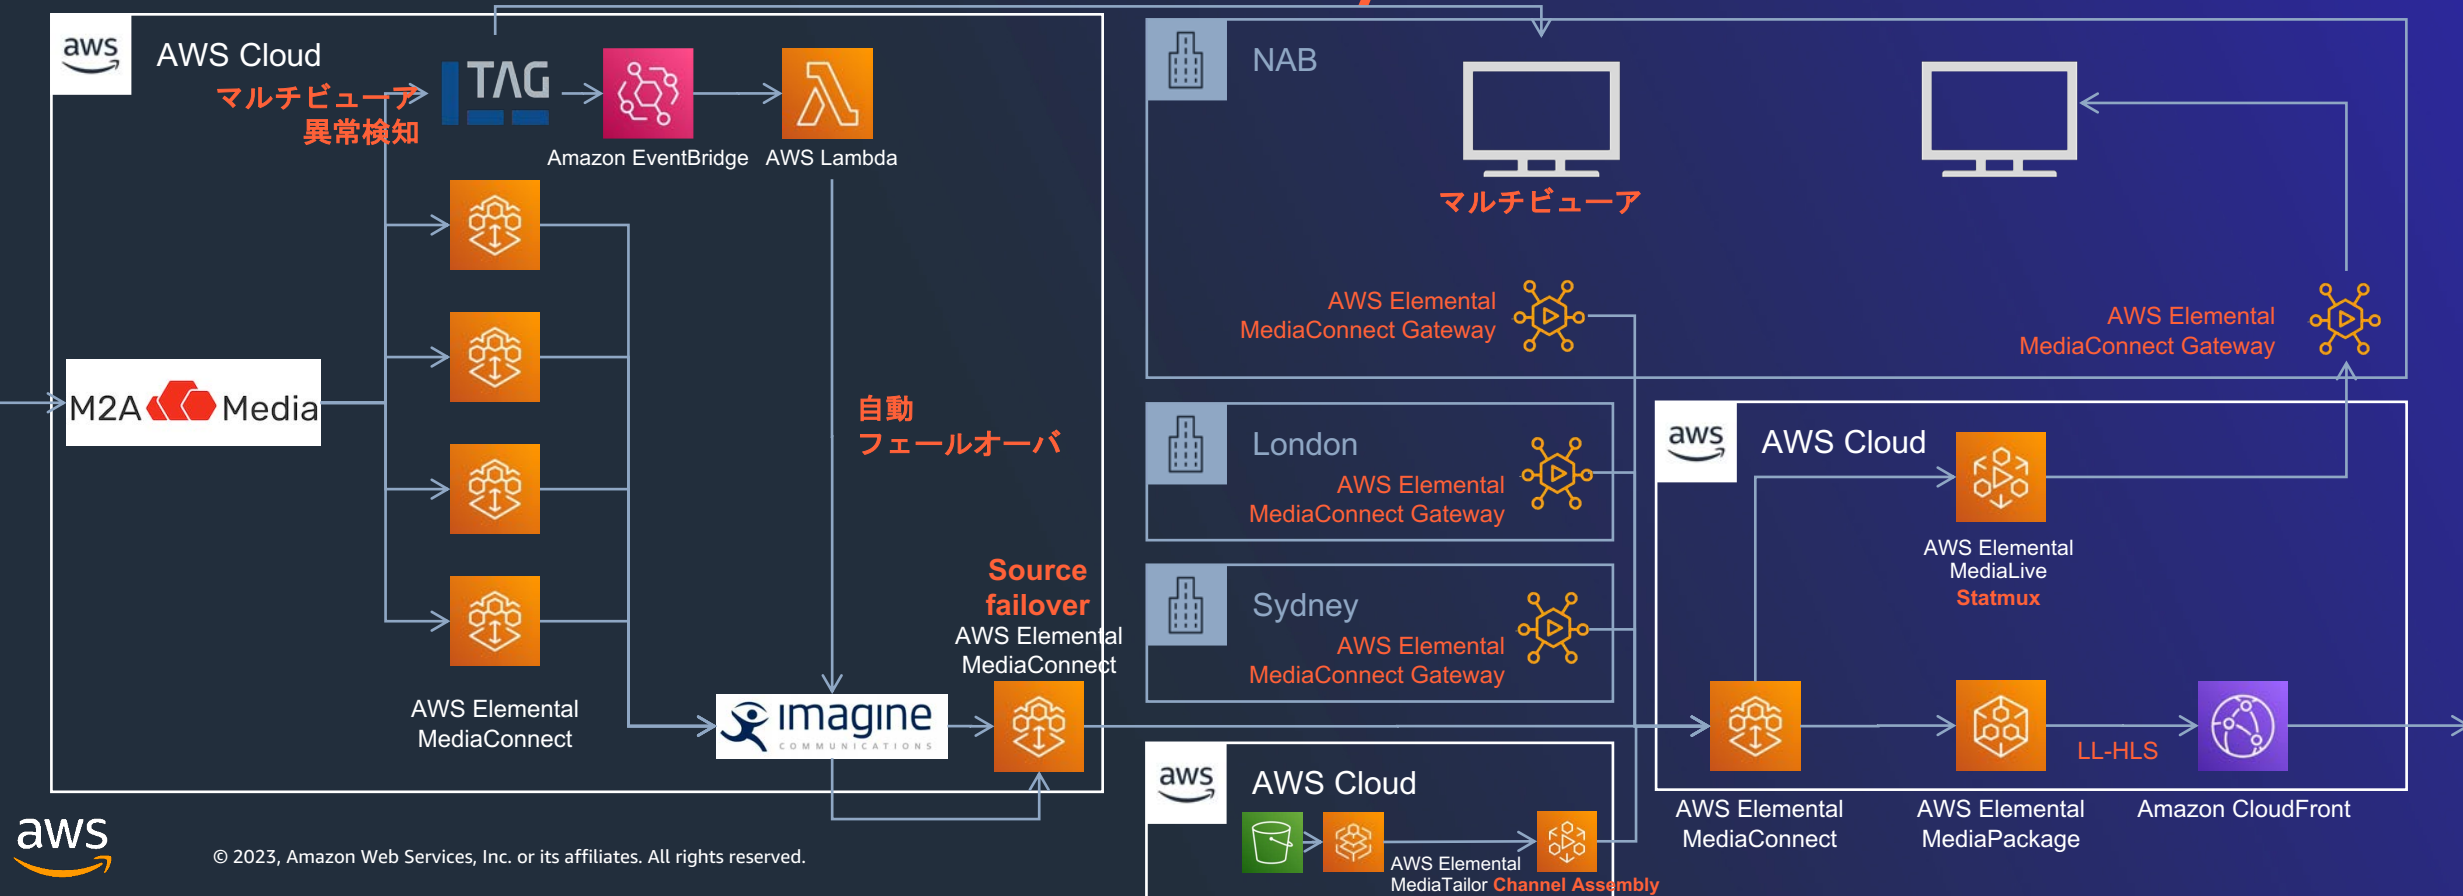 aws
AWS Cloud
マルチビューア
異常検知
TAG
Amazon EventBridge
AWS Lambda
M2A Media
自動
フェールオーバ
AWS Elemental
MediaConnect
imagine
COMMUNICATIONS
Source
failover
AWS Elemental
MediaConnect
NAB
マルチビューア
AWS Elemental
MediaConnect Gateway
AWS Elemental
MediaConnect Gateway
London
AWS Elemental
MediaConnect Gateway
Sydney
AWS Elemental
MediaConnect Gateway
aws
AWS Cloud
AWS Elemental
MediaTailor Channel Assembly
aws
AWS Cloud
AWS Elemental
MediaLive
Statmux
LL-HLS
AWS Elemental
MediaConnect
AWS Elemental
MediaPackage
Amazon CloudFront
aws
© 2023, Amazon Web Services, Inc. or its affiliates. All rights reserved.